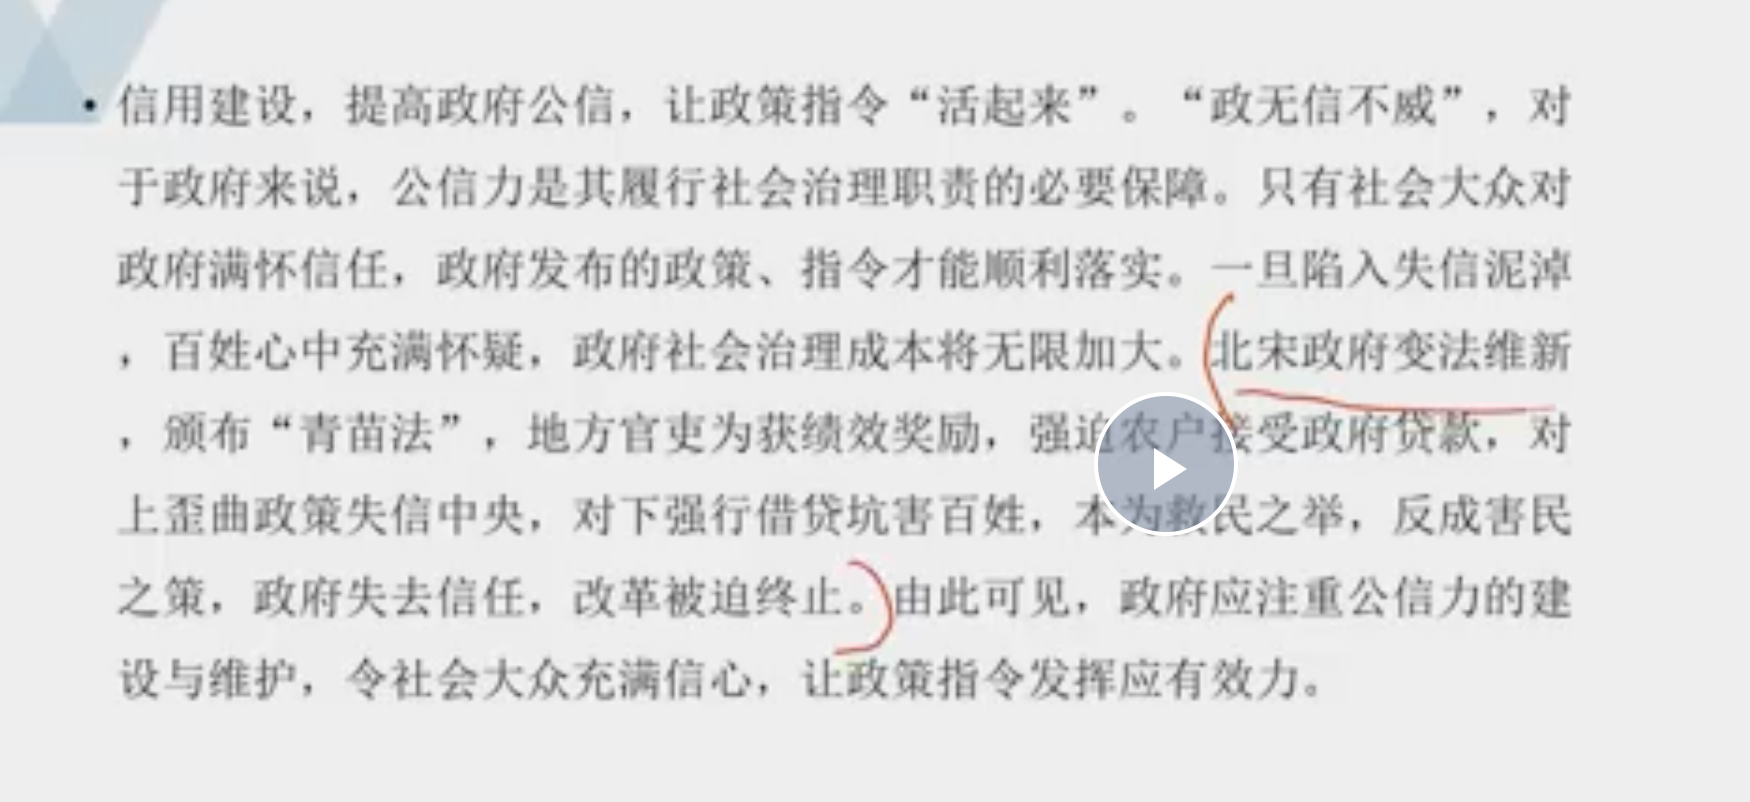 • 信用建设，提高政府公信，让政策指令“活起来”。“政无信不威”，对
于政府来说，公信力是其履行社会治理职责的必要保障。只有社会大众对
政府满怀信任，政府发布的政策、指令才能顺利落实。一旦陷入失信泥淖
，百姓心中充满怀疑，政府社会治理成本将无限加大。北宋政府变法维新
，颁布“青苗法”，地方官吏为获绩效奖励，强迫农户接受政府贷款，对
上歪曲政策失信中央，对下强行借贷坑害百姓，本为救民之举，反成害民
之策，政府失去信任，改革被迫终止。由此可见，政府应注重公信力的建
设与维护，令社会大众充满信心，让政策指令发挥应有效力。